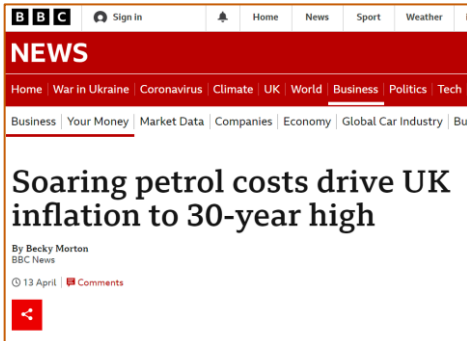 BBC Sign in Home News Sport Weather
NEWS
Home War in Ukraine Coronavirus Climate UK World Business Politics Tech
Business Your Money Market Data Companies Economy Global Car Industry
Soaring petrol costs drive UK
inflation to 30-year high
By Becky Morton
BBC News
13 April Comments